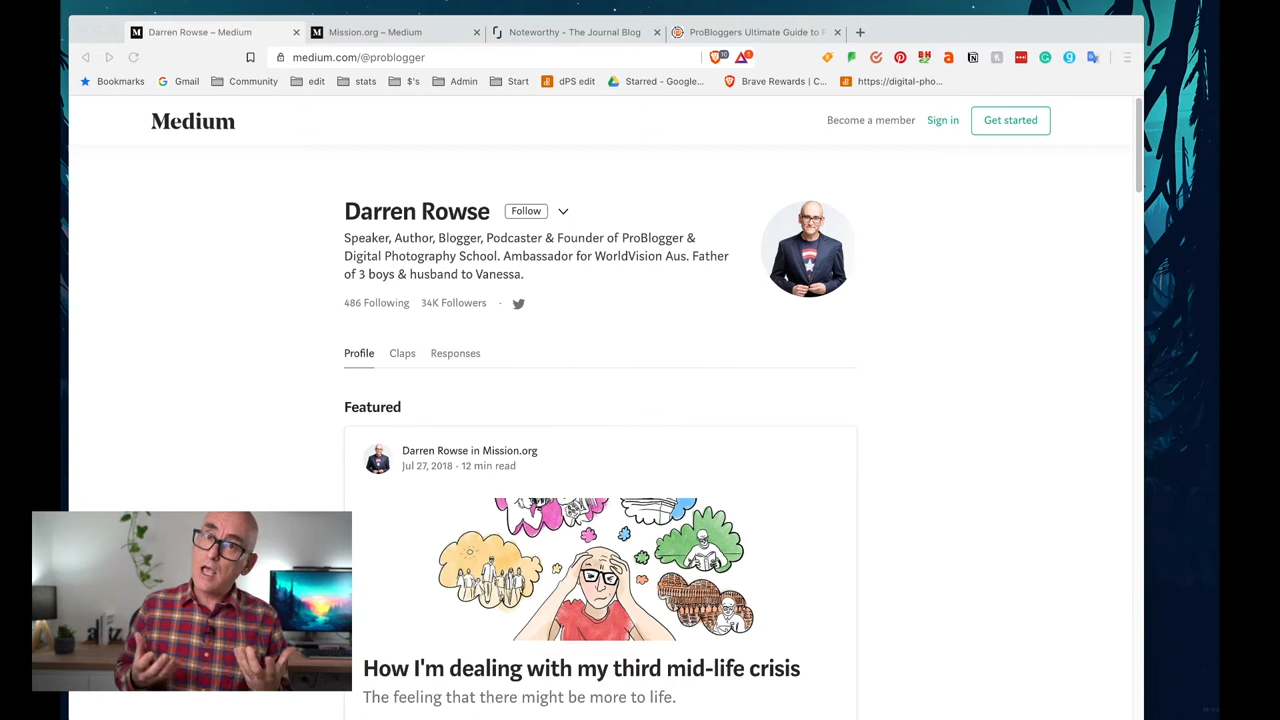 Darren Rowse – Medium
Mission.org – Medium
Noteworthy - The Journal Blog
ProBloggers Ultimate Guide to F
medium.com/@problogger
10
1
Bookmarks
Gmail
Community
edit
stats
$'s
Admin
Start
dPS edit
Starred - Google...
Brave Rewards | C...
https://digital-pho...
Medium
Become a member
Sign in
Get started
Darren Rowse
Follow
Speaker, Author, Blogger, Podcaster & Founder of ProBlogger &
Digital Photography School. Ambassador for WorldVision Aus. Father
of 3 boys & husband to Vanessa.
486 Following 34K Followers ·
Profile Claps Responses
Featured
Darren Rowse in Mission.org
Jul 27, 2018 · 12 min read
How I'm dealing with my third mid-life crisis
The feeling that there might be more to life.